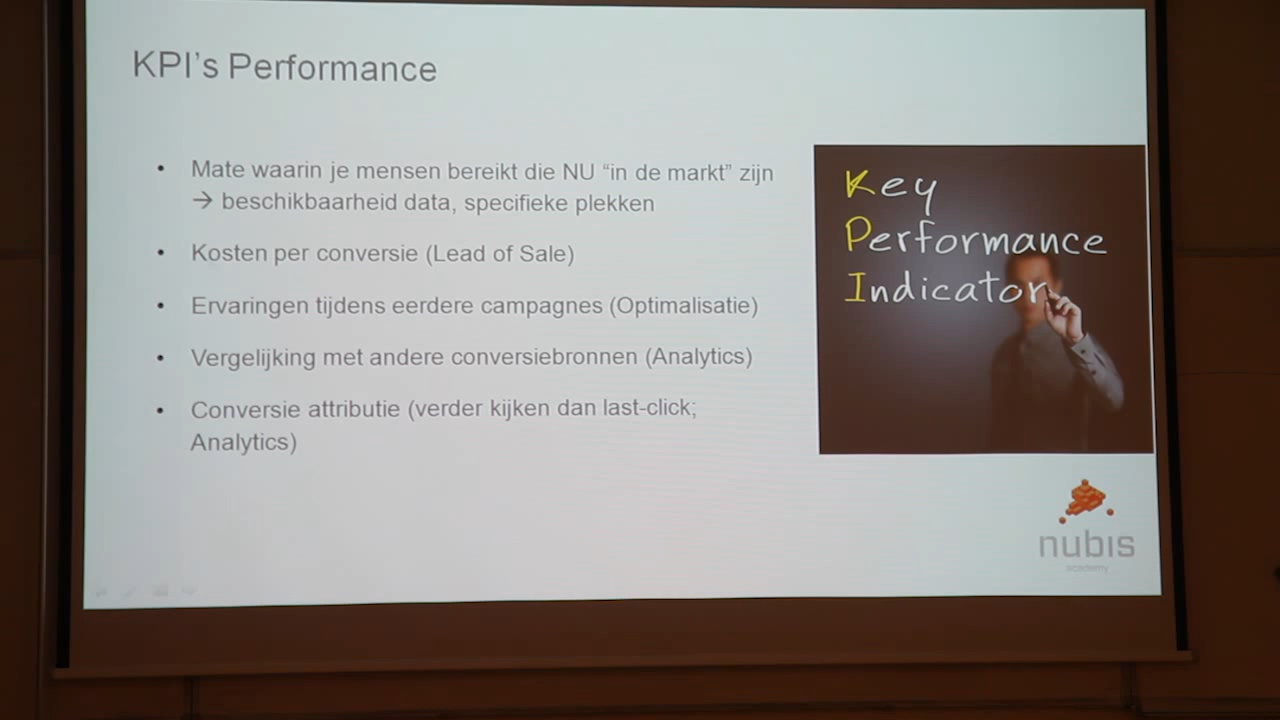 KPI's Performance
• Mate waarin je mensen bereikt die NU “in de markt” zijn
→ beschikbaarheid data, specifieke plekken
• Kosten per conversie (Lead of Sale)
• Ervaringen tijdens eerdere campagnes (Optimalisatie)
• Vergelijking met andere conversiebronnen (Analytics)
• Conversie attributie (verder kijken dan last-click;
Analytics)
Key
Performance
Indicator
nubis
academy